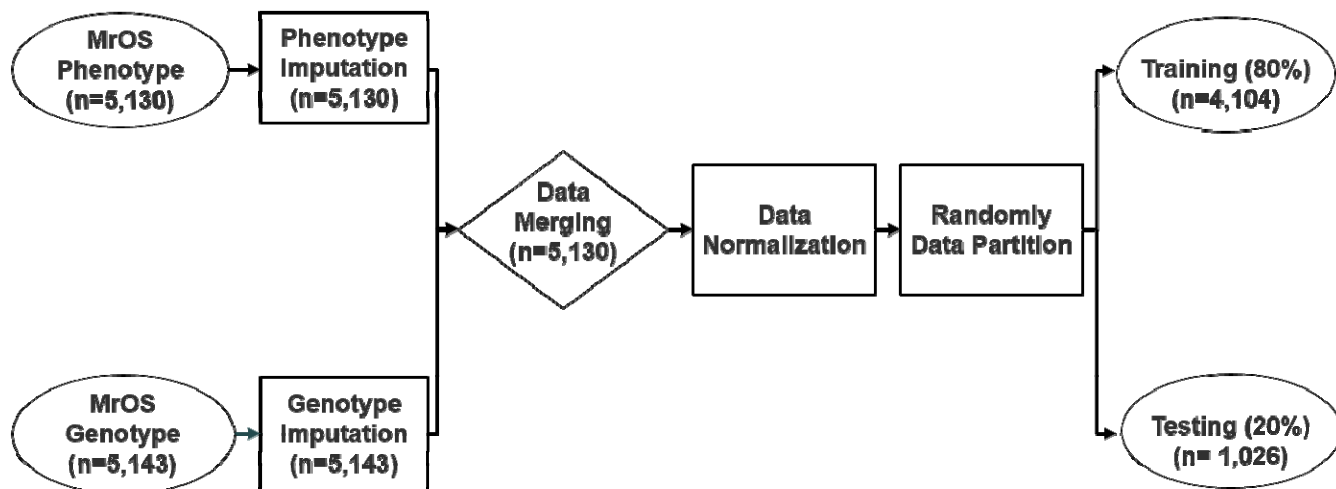 MrOS
Phenotype
(n=5,130)
Phenotype
Imputation
(n=5,130)
MrOS
Genotype
(n=5,143)
Genotype
Imputation
(n=5,143)
Data
Merging
(n=5,130)
Data
Normalization
Randomly
Data Partition
Training (80%)
(n=4,104)
Testing (20%)
(n= 1,026)